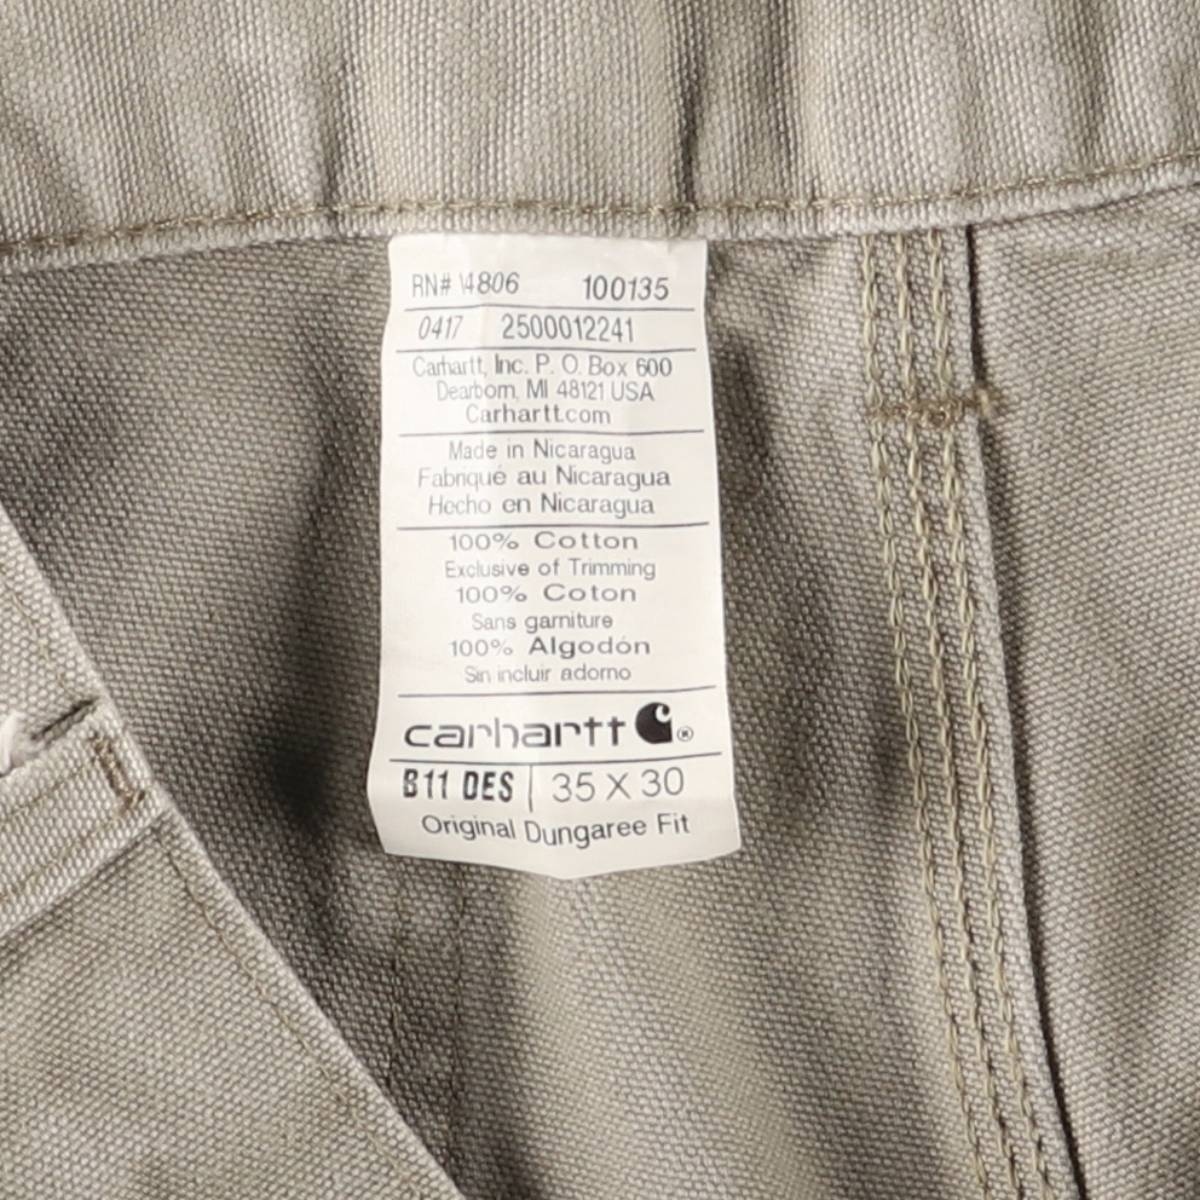 RN# 14806 100135
0417 2500012241
Carhartt, Inc. P. O. Box 600
Dearborn, MI 48121 USA
Carhartt.com
Made in Nicaragua
Fabriqué au Nicaragua
Hecho en Nicaragua
100% Cotton
Exclusive of Trimming
100% Coton
Sans garniture
100% Algodón
Sin incluir adorno
carhartt ®
B11 DES | 35 X 30
Original Dungaree Fit